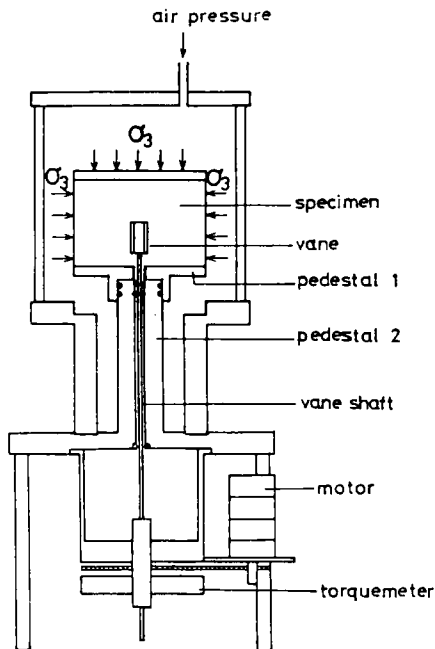 air pressure
σ3
σ3
σ3
specimen
vane
pedestal 1
pedestal 2
vane shaft
motor
torquemeter